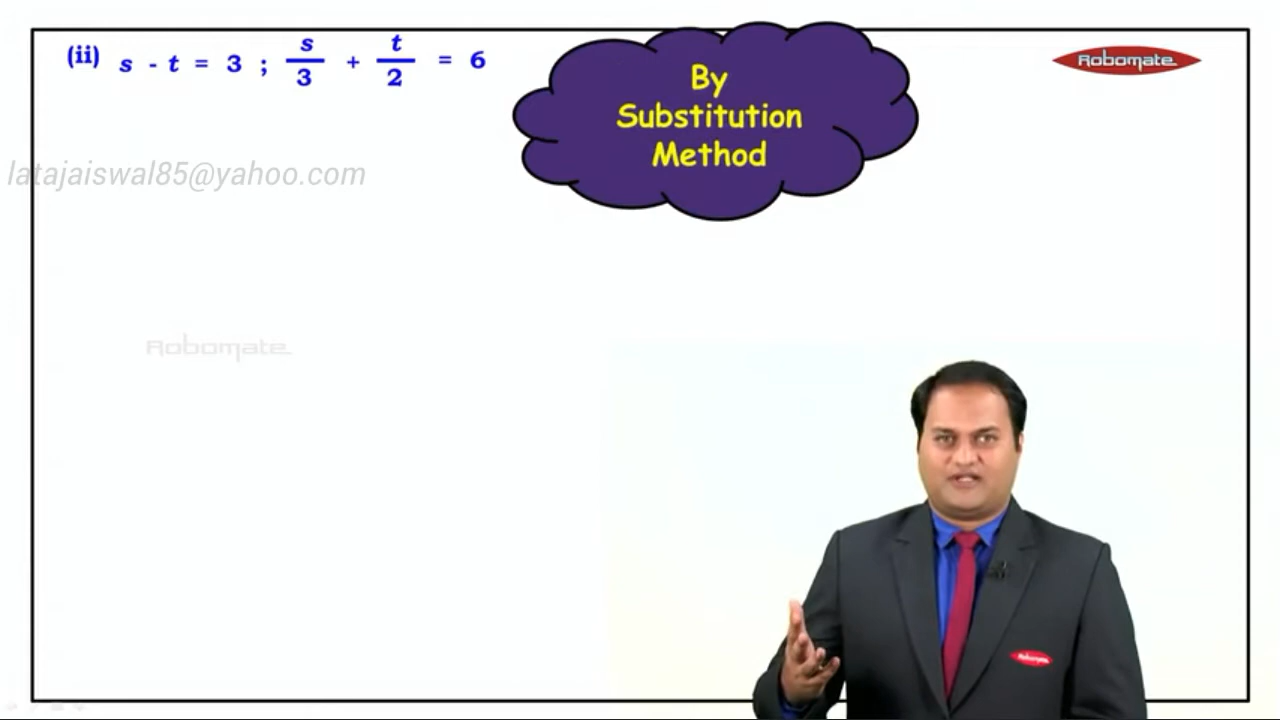 (ii) s - t = 3 ; s/3 + t/2 = 6
By
Substitution
Method
Robomate
latajaiswal85@yahoo.com
Robomate
Robomate